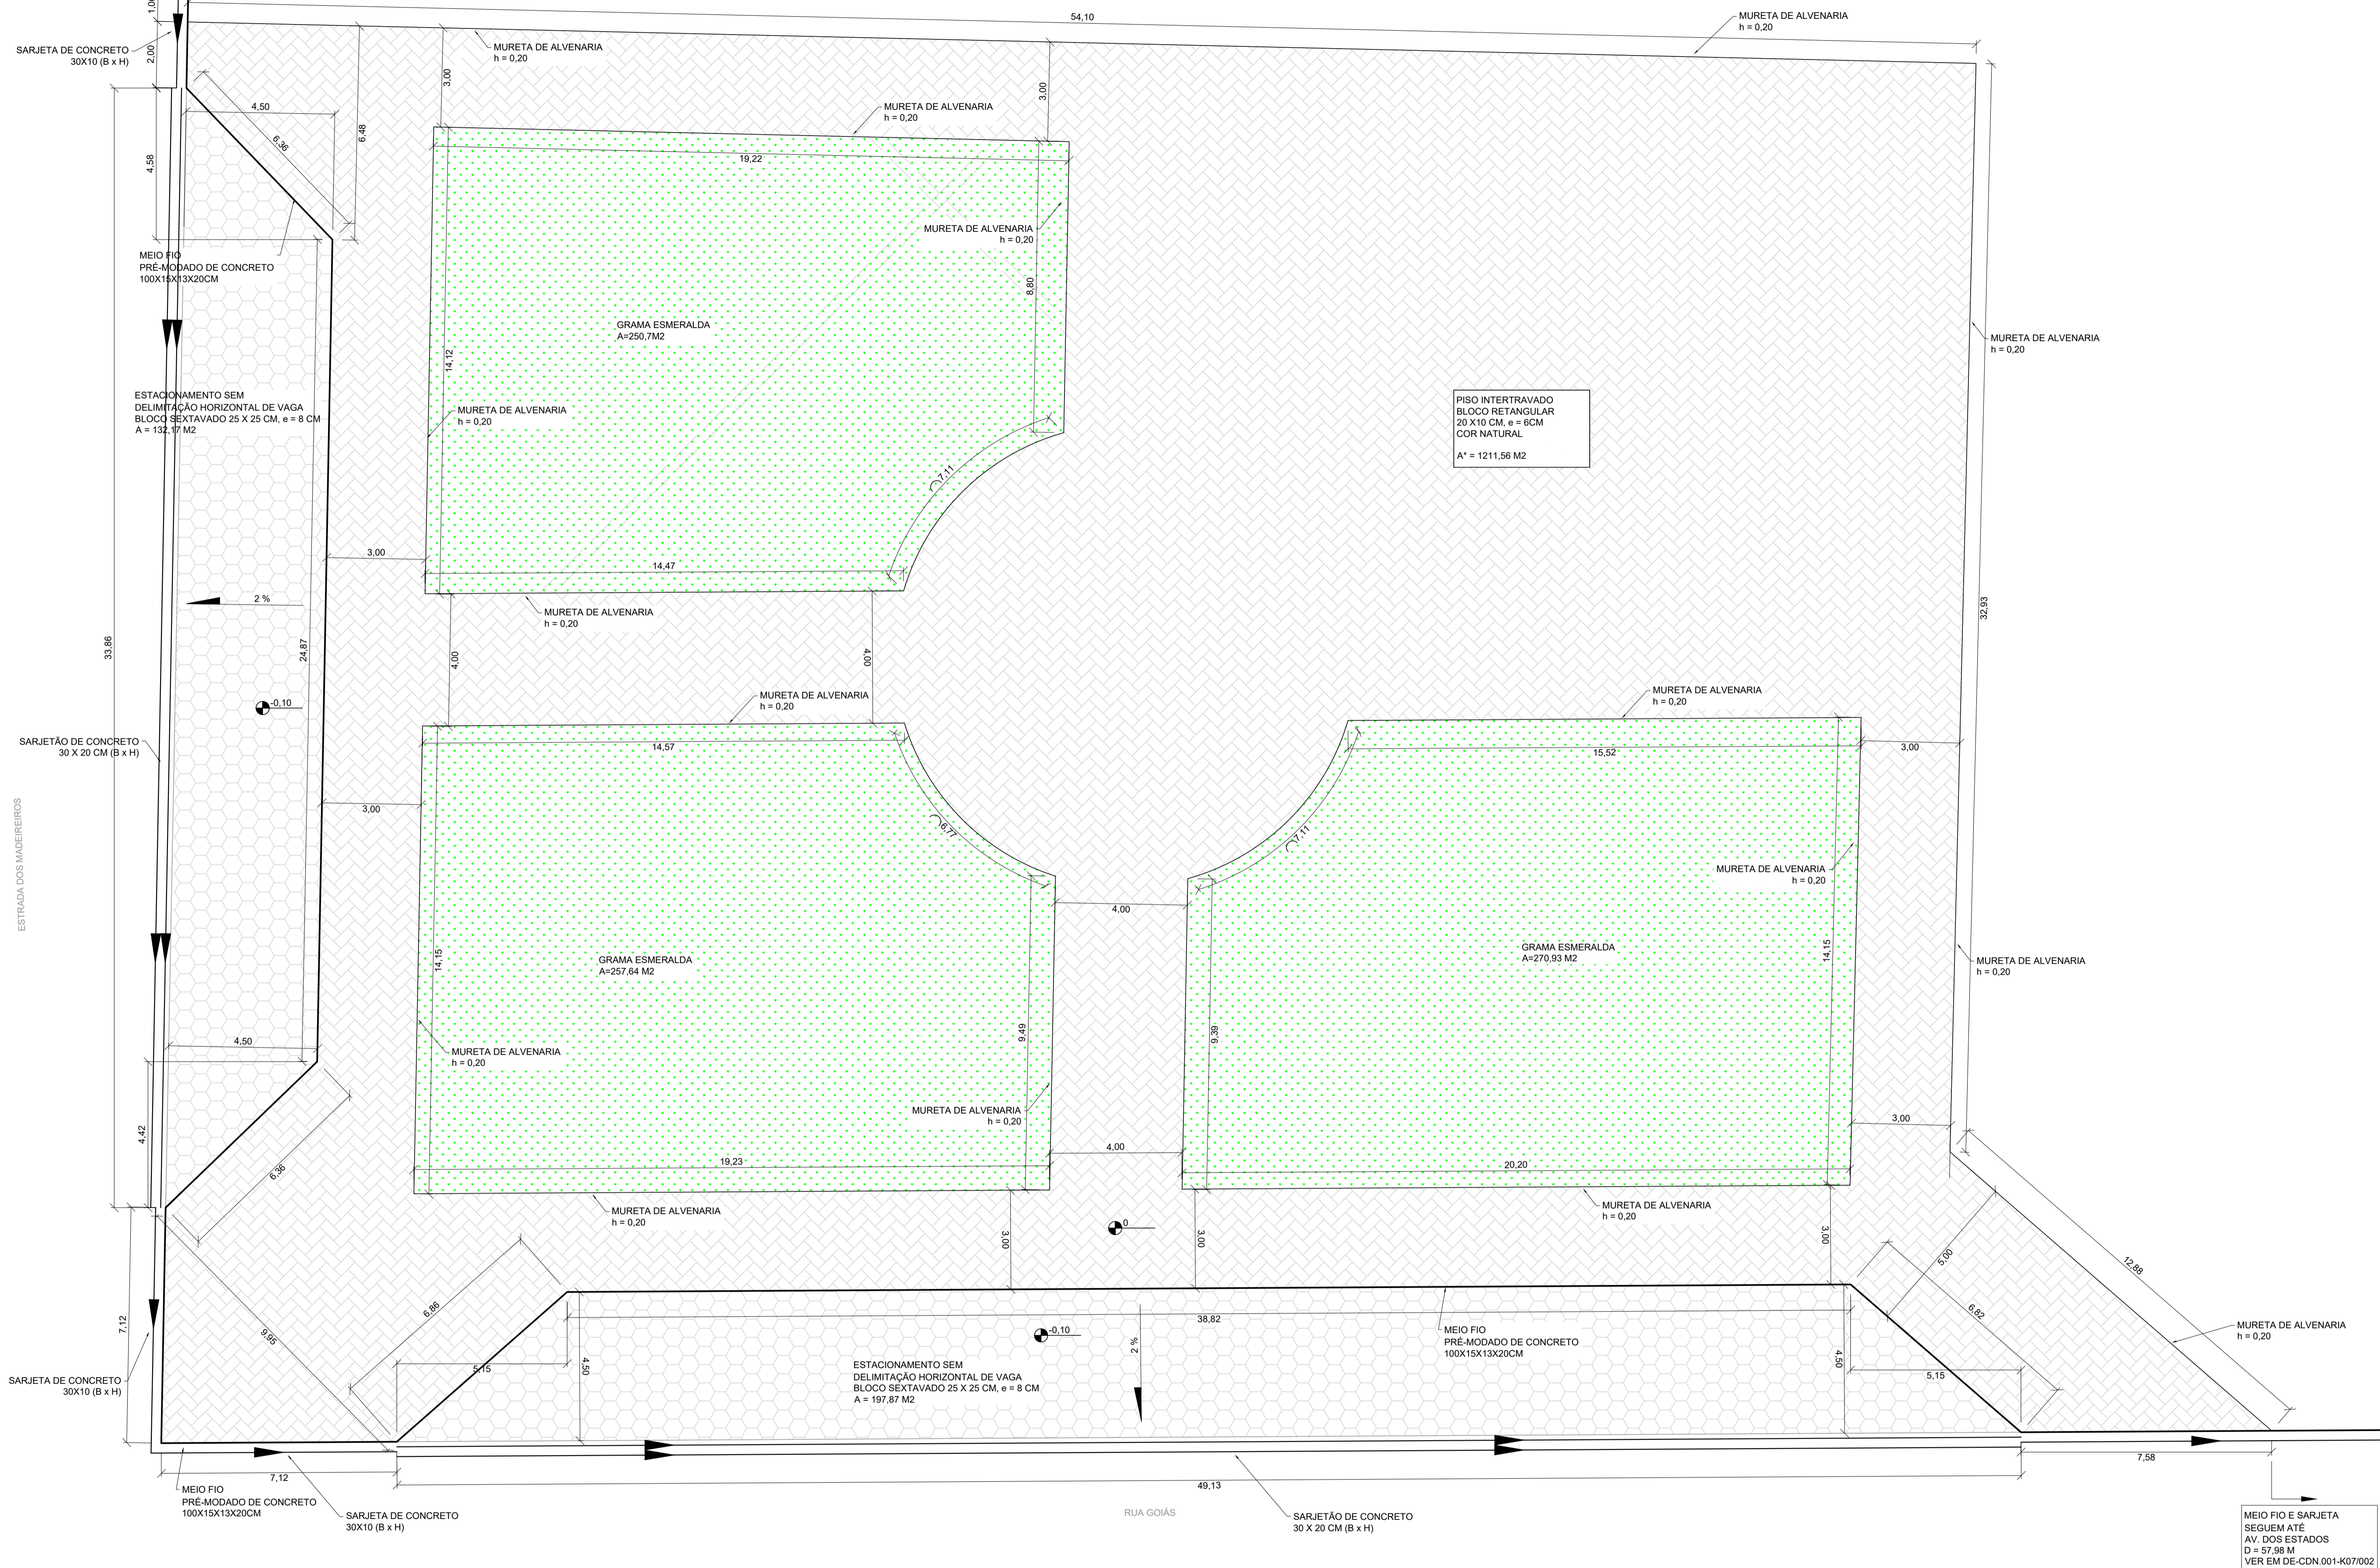 1,00
54,10
MURETA DE ALVENARIA
h = 0,20
SARJETA DE CONCRETO
30X10 (B x H)
2,00
MURETA DE ALVENARIA
h = 0,20
3,00
3,00
4,50
6,36
6,48
4,58
MURETA DE ALVENARIA
h = 0,20
19,22
MURETA DE ALVENARIA
h = 0,20
8,80
MEIO FIO
PRÉ-MODADO DE CONCRETO
100X15X13X20CM
GRAMA ESMERALDA
A=250,7M2
14,12
MURETA DE ALVENARIA
h = 0,20
ESTACIONAMENTO SEM
DELIMITAÇÃO HORIZONTAL DE VAGA
BLOCO SEXTAVADO 25 X 25 CM, e = 8 CM
A = 132,17 M2
MURETA DE ALVENARIA
h = 0,20
PISO INTERTRAVADO
BLOCO RETANGULAR
20 X10 CM, e = 6CM
COR NATURAL
A* = 1211,56 M2
7,11
3,00
14,47
2 %
MURETA DE ALVENARIA
h = 0,20
32,93
33,86
24,87
4,00
4,00
-0,10
MURETA DE ALVENARIA
h = 0,20
MURETA DE ALVENARIA
h = 0,20
SARJETÃO DE CONCRETO
30 X 20 CM (B x H)
14,57
15,52
3,00
3,00
6,77
7,11
ESTRADA DOS MADEIREIROS
MURETA DE ALVENARIA
h = 0,20
4,00
GRAMA ESMERALDA
A=257,64 M2
14,15
GRAMA ESMERALDA
A=270,93 M2
14,15
MURETA DE ALVENARIA
h = 0,20
4,50
MURETA DE ALVENARIA
h = 0,20
9,49
9,39
MURETA DE ALVENARIA
h = 0,20
4,42
6,36
19,23
4,00
20,20
3,00
MURETA DE ALVENARIA
h = 0,20
MURETA DE ALVENARIA
h = 0,20
3,00
0
3,00
3,00
5,00
12,88
7,12
9,95
6,86
38,82
6,82
-0,10
2 %
MEIO FIO
PRÉ-MODADO DE CONCRETO
100X15X13X20CM
MURETA DE ALVENARIA
h = 0,20
SARJETA DE CONCRETO
30X10 (B x H)
5,15
4,50
ESTACIONAMENTO SEM
DELIMITAÇÃO HORIZONTAL DE VAGA
BLOCO SEXTAVADO 25 X 25 CM, e = 8 CM
A = 197,87 M2
4,50
5,15
7,12
49,13
7,58
MEIO FIO
PRÉ-MODADO DE CONCRETO
100X15X13X20CM
SARJETA DE CONCRETO
30X10 (B x H)
RUA GOIÁS
SARJETÃO DE CONCRETO
30 X 20 CM (B x H)
MEIO FIO E SARJETA
SEGUEM ATÉ
AV. DOS ESTADOS
D = 57,98 M
VER EM DE-CDN.001-K07/002